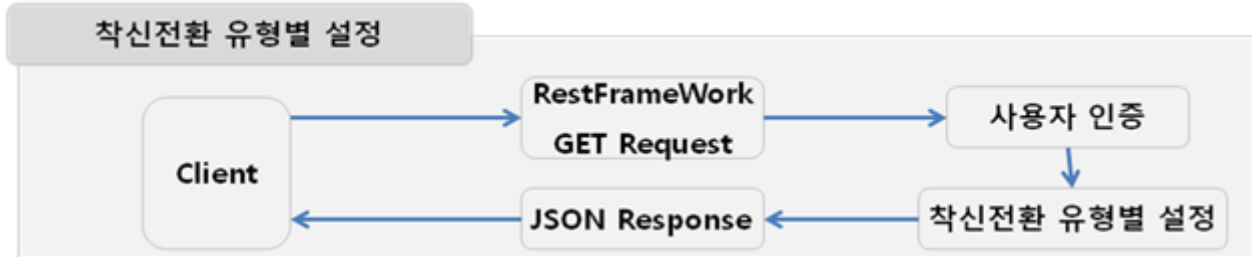 착신전환 유형별 설정
RestFrameWork
GET Request
사용자 인증
Client
JSON Response
착신전환 유형별 설정